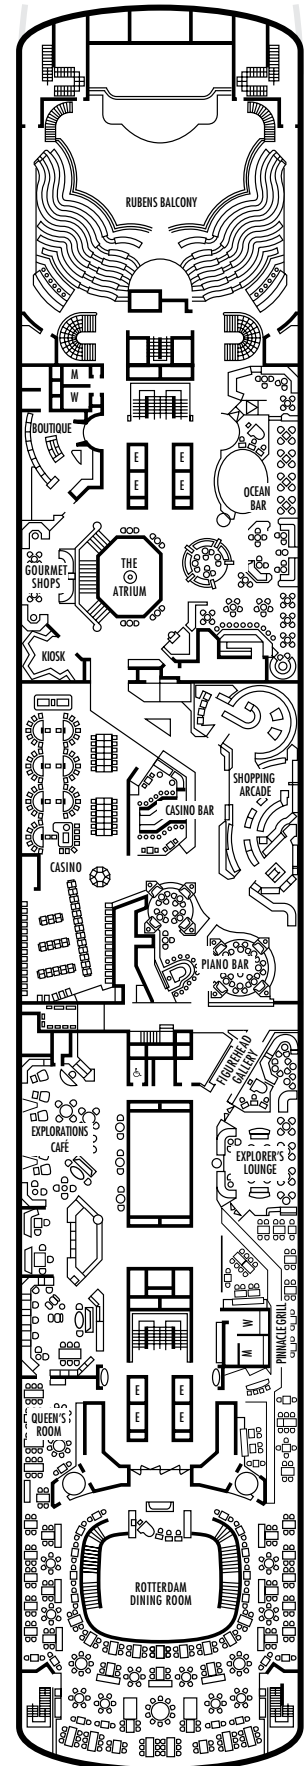 RUBENS BALCONY
M
W
BOUTIQUE
E
E
E
E
OCEAN
BAR
GOURMET
SHOPS
THE
ATRIUM
KIOSK
SHOPPING
ARCADE
CASINO BAR
CASINO
PIANO BAR
FIGUREHEAD
GALLERY
EXPLORATIONS
CAFÉ
EXPLORER'S
LOUNGE
PINNACLE GRILL
W
M
E
E
E
E
QUEEN'S
ROOM
ROTTERDAM
DINING ROOM